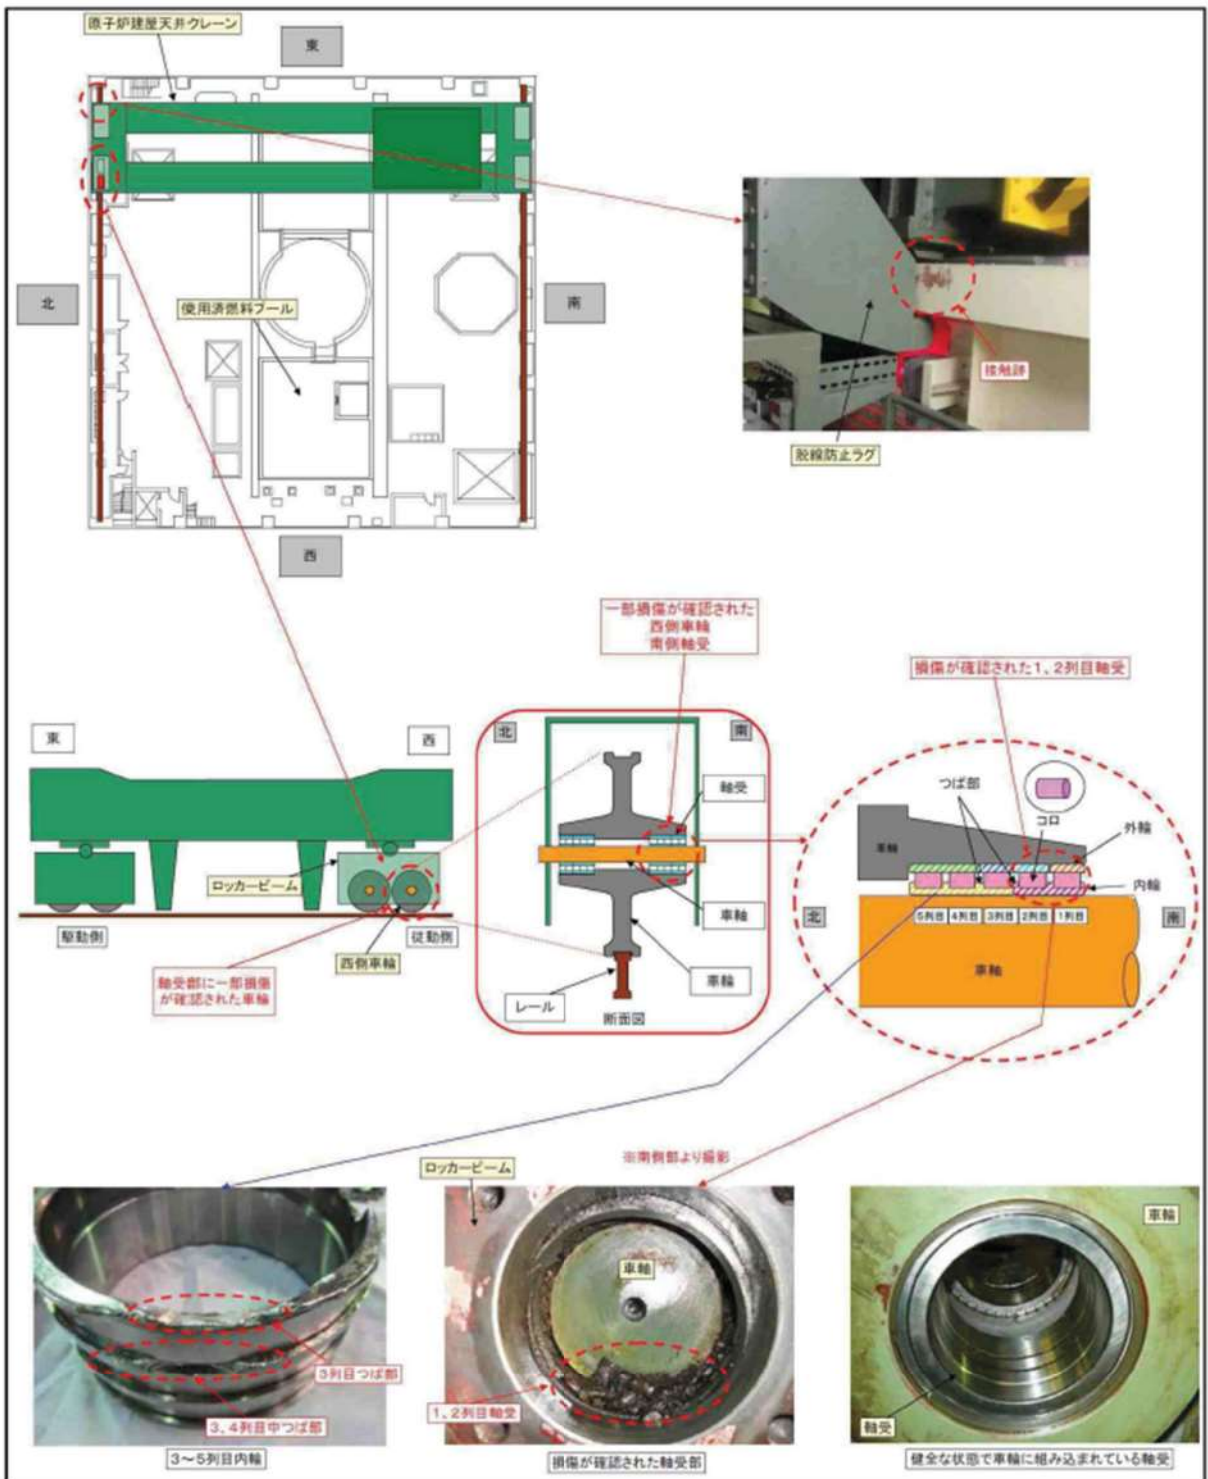 原子炉建屋天井クレーン
東
北
使用済燃料プール
南
接触跡
脱線防止ラグ
西
一部損傷が確認された
西側車輪
南側軸受
損傷が確認された1、2列目軸受
東
西
北
南
軸受
つば部
コロ
外輪
車輪
内輪
ロッカービーム
北
5列目
4列目
3列目
2列目
1列目
南
車軸
駆動側
従動側
西側車輪
車軸
車輪
軸受部に一部損傷
が確認された車輪
レール
断面図
※南側部より撮影
ロッカービーム
車輪
車軸
3列目つば部
3、4列目中つば部
1、2列目軸受
軸受
3〜5列目内輪
損傷が確認された軸受部
健全な状態で車輪に組み込まれている軸受